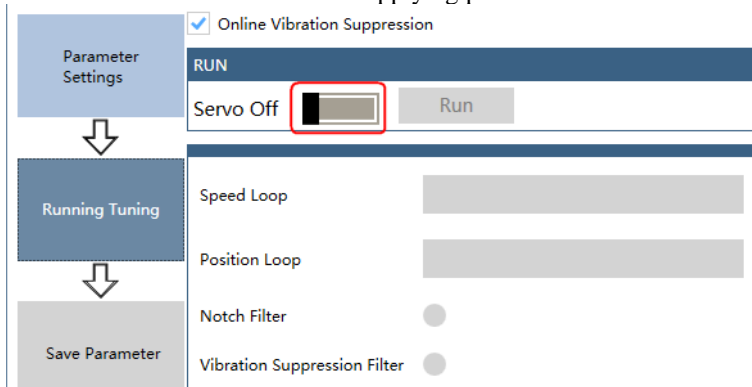 Online Vibration Suppression
Parameter
Settings
RUN
Servo Off
Run
Running Tuning
Speed Loop
Position Loop
Notch Filter
Save Parameter
Vibration Suppression Filter